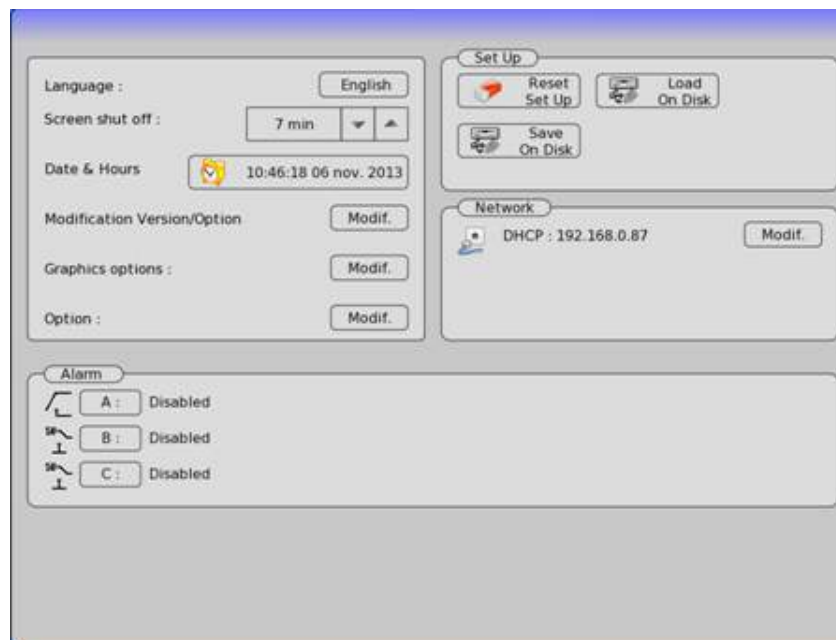 Language :
English
Screen shut off :
7 min
Date & Hours
10:46:18 06 nov. 2013
Modification Version/Option
Modif.
Graphics options :
Modif.
Option :
Modif.
Set Up
Reset
Set Up
Load
On Disk
Save
On Disk
Network
DHCP : 192.168.0.87
Modif.
Alarm
A :
Disabled
B :
Disabled
C :
Disabled